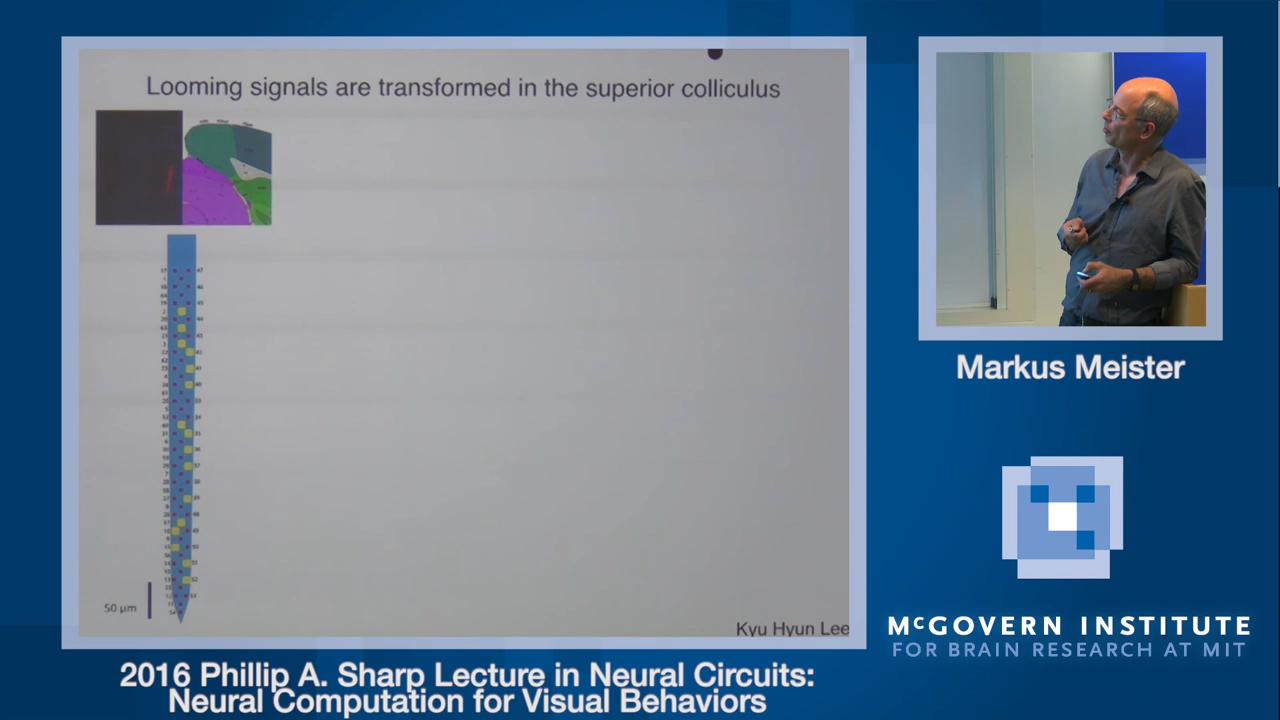 Looming signals are transformed in the superior colliculus
50 µm
Kyu Hyun Lee
Markus Meister
McGOVERN INSTITUTE
FOR BRAIN RESEARCH AT MIT
2016 Phillip A. Sharp Lecture in Neural Circuits:
Neural Computation for Visual Behaviors